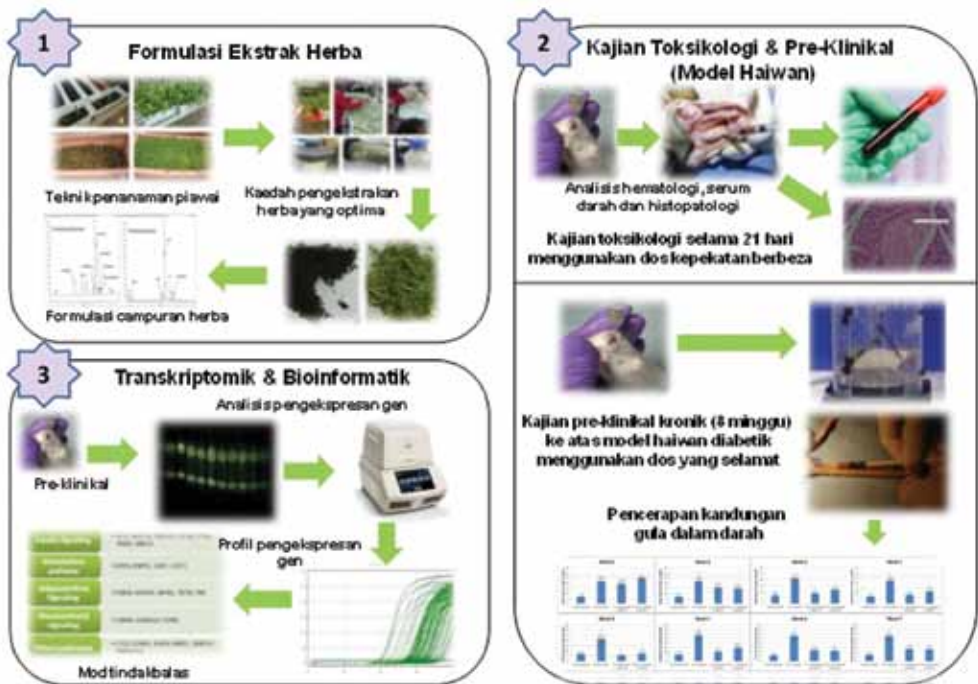 1
Formulasi Ekstrak Herba
Teknik penanaman piawai
Kaedah pengekstrakan
herba yang optima
Formulasi campuran herba
2
Kajian Toksikologi & Pre-Klinikal
(Model Haiwan)
Analisis hematologi, serum
darah dan histopatologi
Kajian toksikologi selama 21 hari
menggunakan dos kepekatan berbeza
Kajian pre-klinikal kronik (8 minggu)
ke atas model haiwan diabetik
menggunakan dos yang selamat
Pencerapan kandungan
gula dalam darah
3
Transkriptomik & Bioinformatik
Analisis pengekspresan gen
Pre-klinikal
Profil pengekspresan
gen
Mod tindakbalas